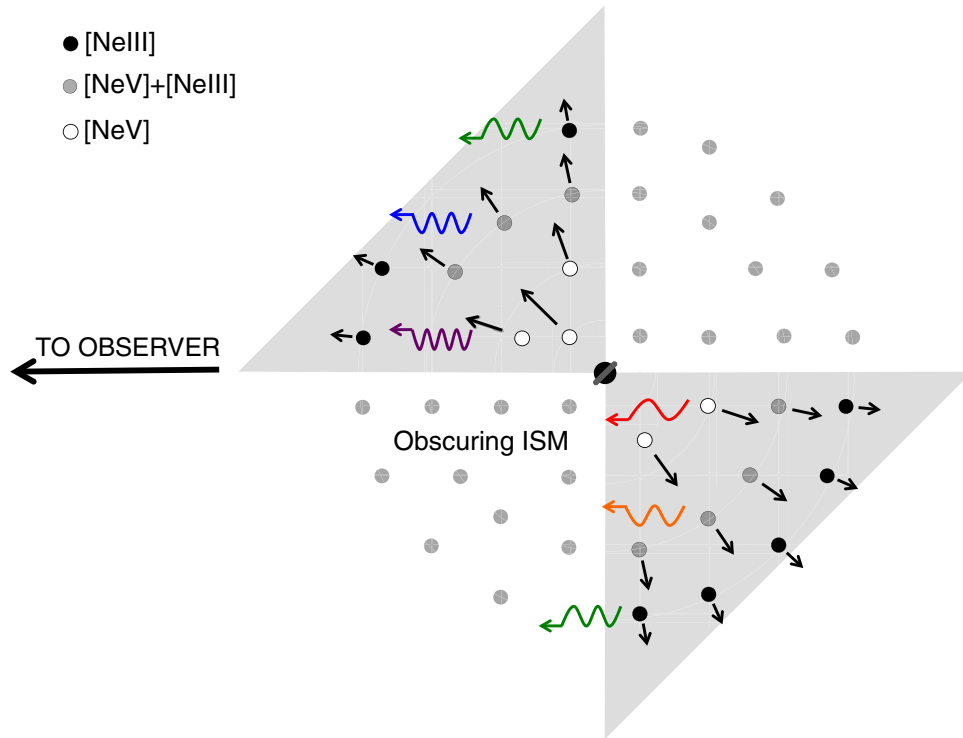 [NeIII]
[NeV]+[NeIII]
[NeV]
TO OBSERVER
Obscuring ISM